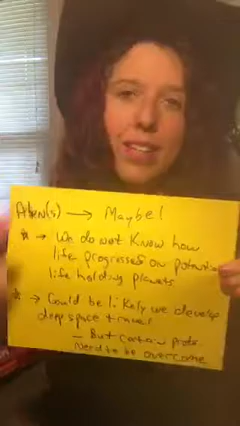 Alien(s) → Maybe!
* → We do not know how
life progresses on potential
life holding planets
* → Could be likely we develop
deep space travel
- But certain probs.
need to be overcome